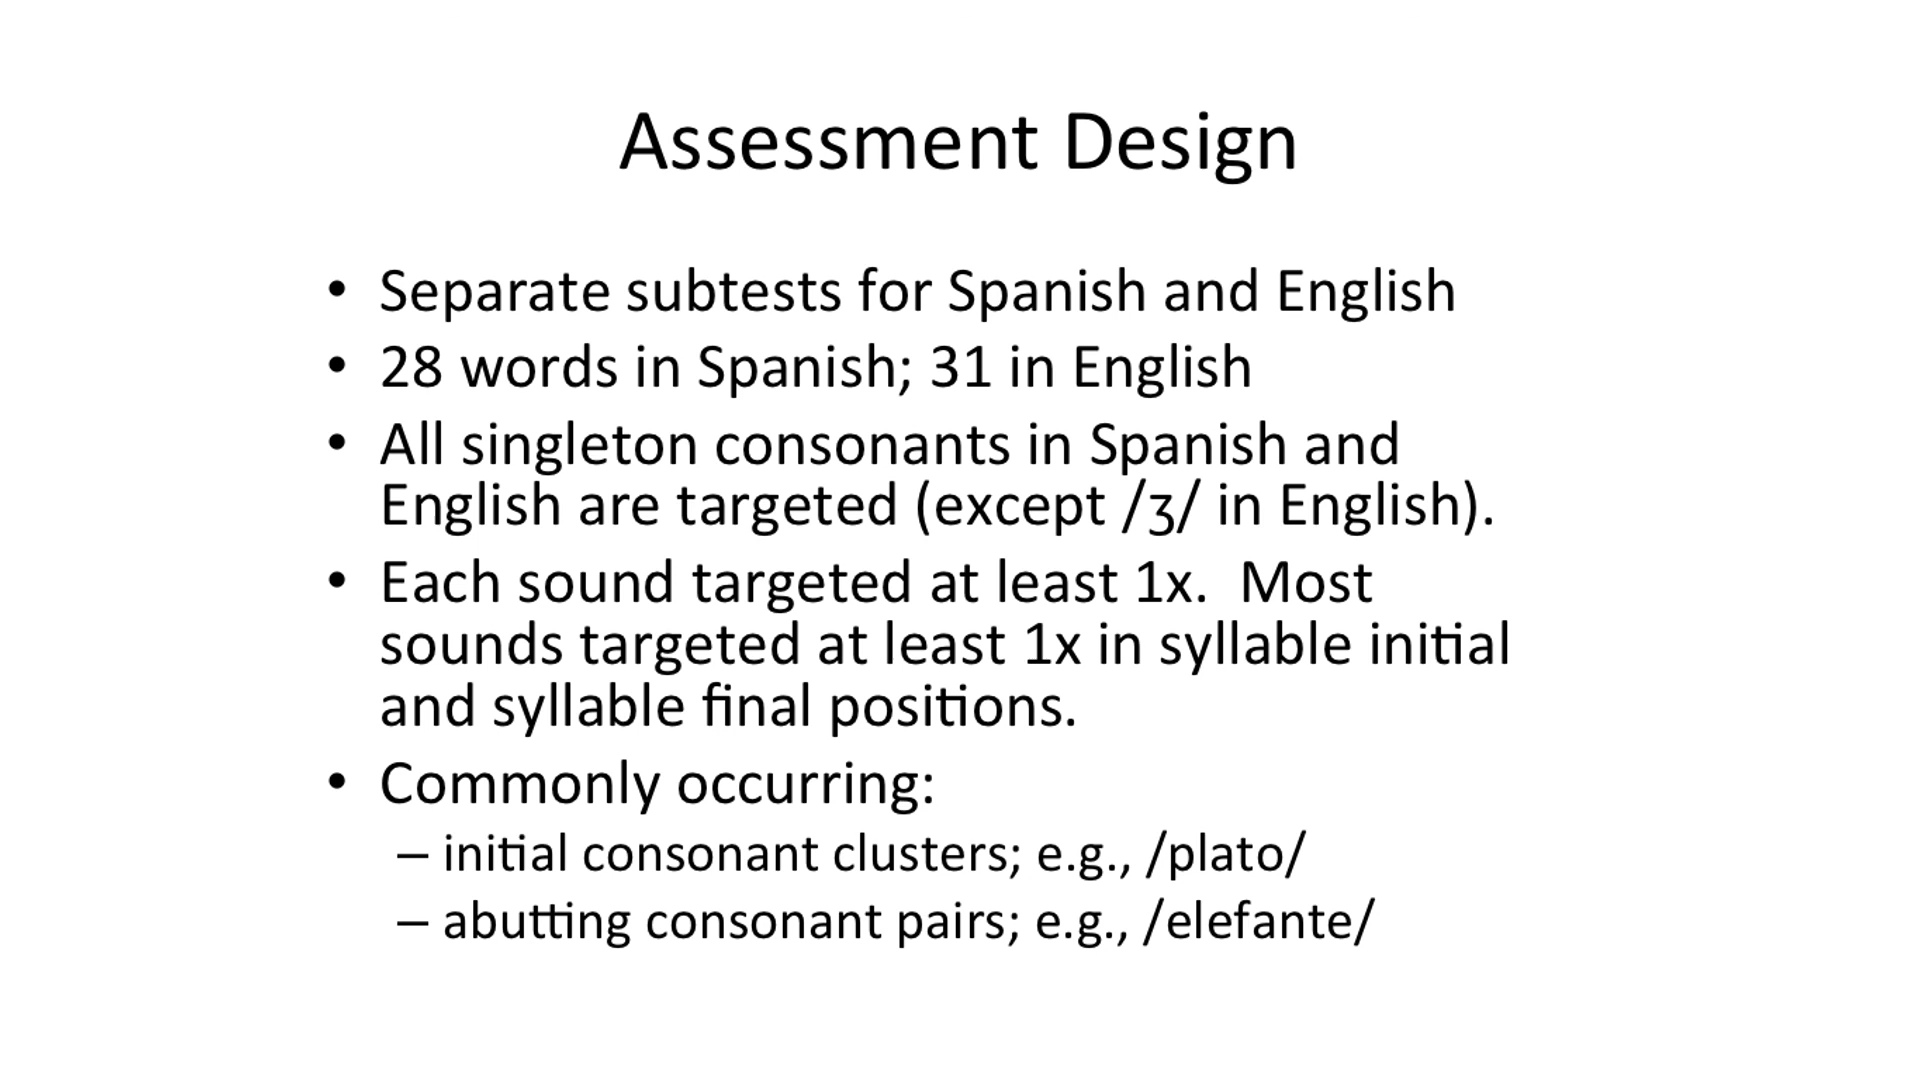 Assessment Design
• Separate subtests for Spanish and English
• 28 words in Spanish; 31 in English
• All singleton consonants in Spanish and
English are targeted (except /ʒ/ in English).
• Each sound targeted at least 1x.  Most
sounds targeted at least 1x in syllable initial
and syllable final positions.
• Commonly occurring:
– initial consonant clusters; e.g., /plato/
– abutting consonant pairs; e.g., /elefante/